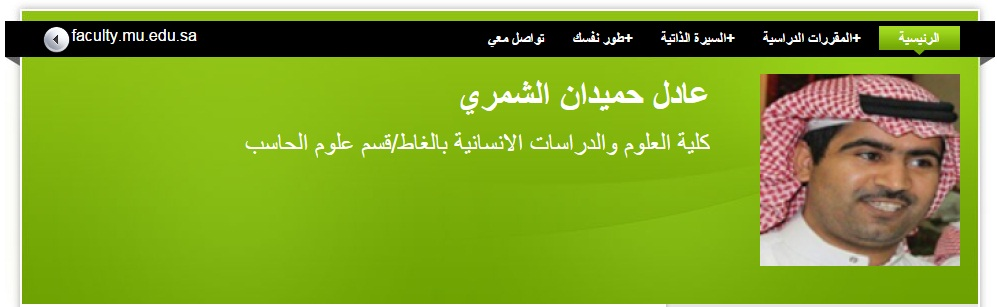 الرئيسية +المقررات الدراسية +السيرة الذاتية +طور نفسك تواصل معي faculty.mu.edu.sa
عادل حميدان الشمري
كلية العلوم والدراسات الانسانية بالغاط/قسم علوم الحاسب